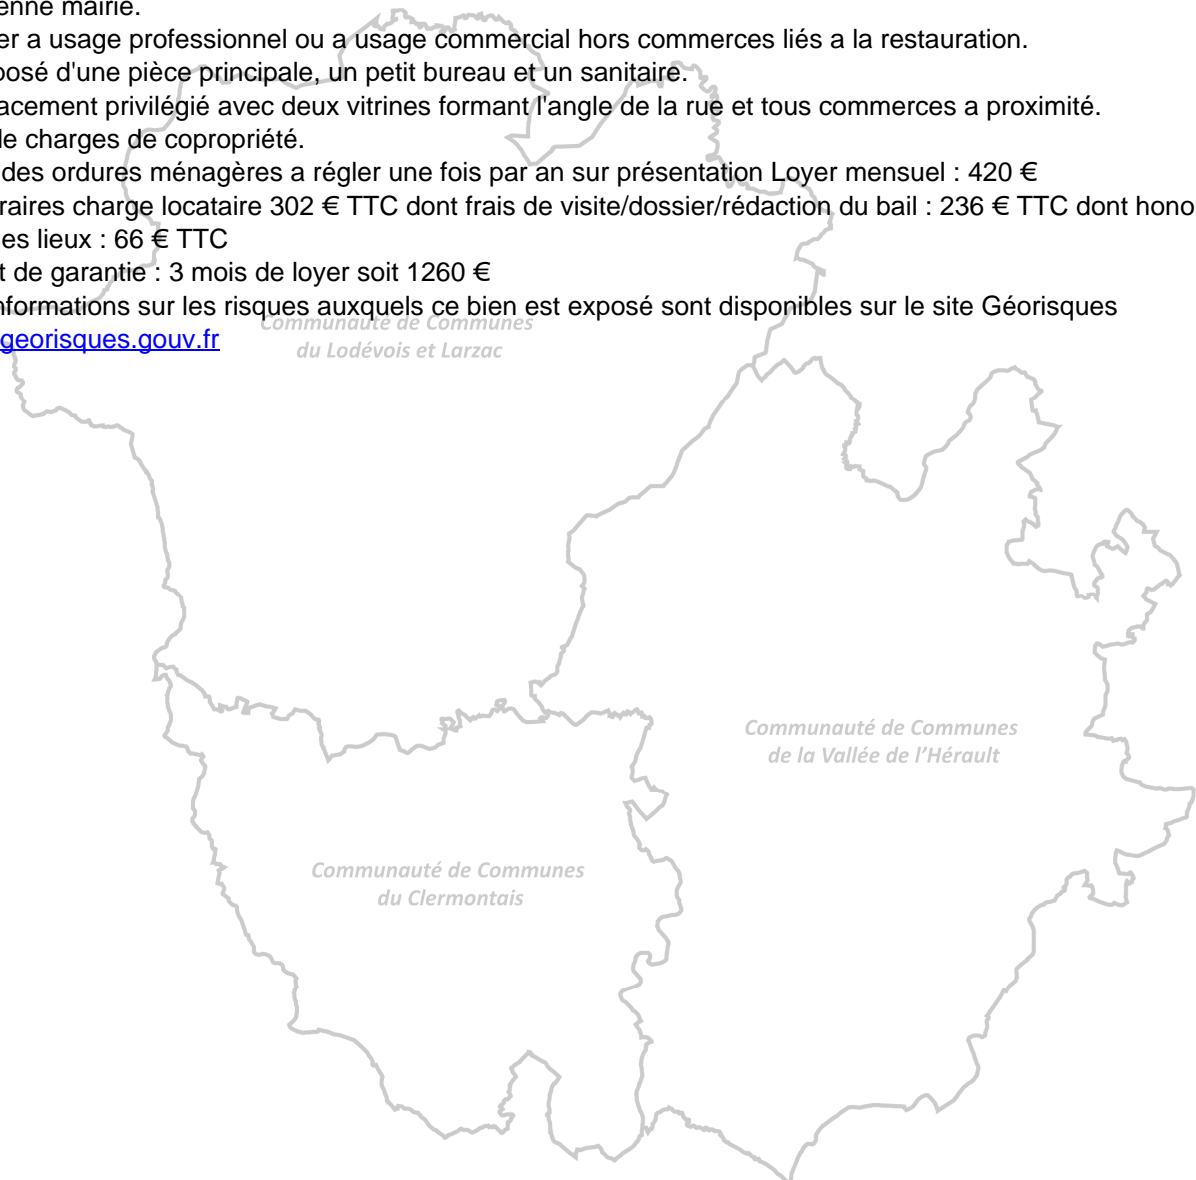 enne mairie.
er a usage professionnel ou a usage commercial hors commerces liés a la restauration.
posé d'une pièce principale, un petit bureau et un sanitaire.
lacement privilégié avec deux vitrines formant l'angle de la rue et tous commerces a proximité.
de charges de copropriété.
des ordures ménagères a régler une fois par an sur présentation Loyer mensuel : 420 €
raires charge locataire 302 € TTC dont frais de visite/dossier/rédaction du bail : 236 € TTC dont hono
es lieux : 66 € TTC
t de garantie : 3 mois de loyer soit 1260 €
nformations sur les risques auxquels ce bien est exposé sont disponibles sur le site Géorisques
georisques.gouv.fr
Communauté de Communes
du Lodévois et Larzac
Communauté de Communes
de la Vallée de l'Hérault
Communauté de Communes
du Clermontais